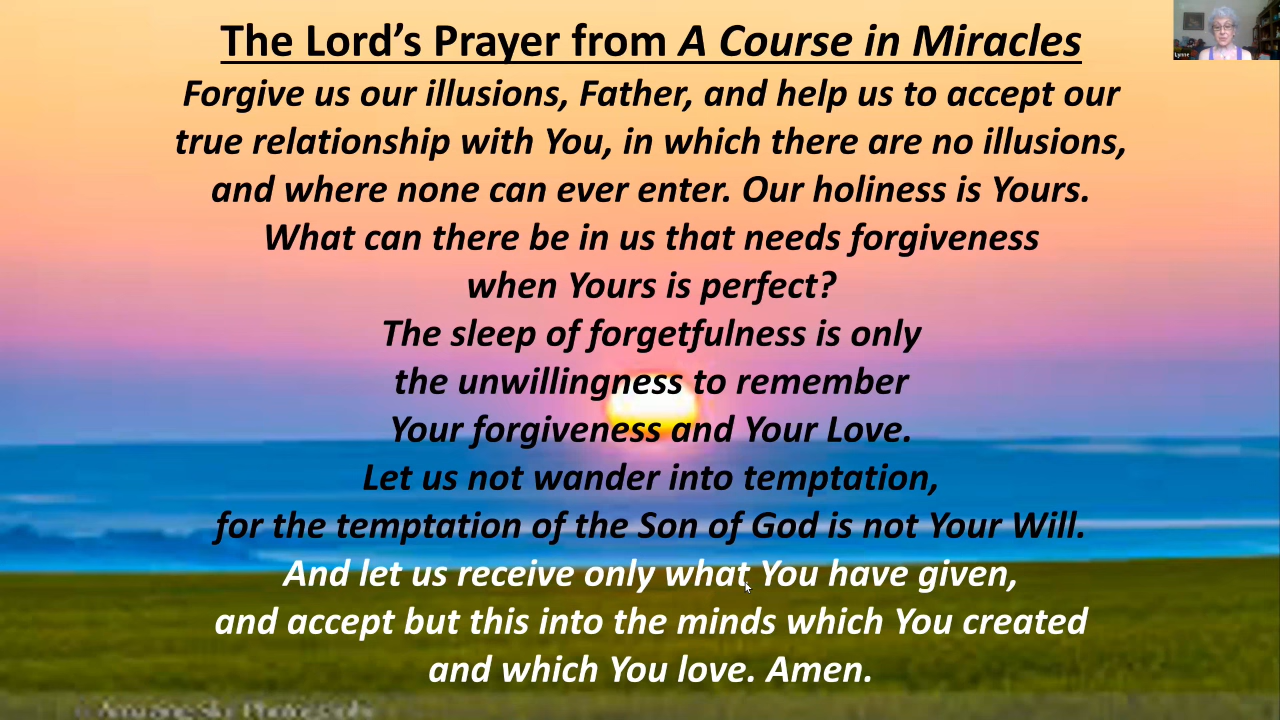 The Lord’s Prayer from A Course in Miracles
Lynne
Forgive us our illusions, Father, and help us to accept our
true relationship with You, in which there are no illusions,
and where none can ever enter. Our holiness is Yours.
What can there be in us that needs forgiveness
when Yours is perfect?
The sleep of forgetfulness is only
the unwillingness to remember
Your forgiveness and Your Love.
Let us not wander into temptation,
for the temptation of the Son of God is not Your Will.
And let us receive only what You have given,
and accept but this into the minds which You created
and which You love. Amen.
© Amazing Sky Photography